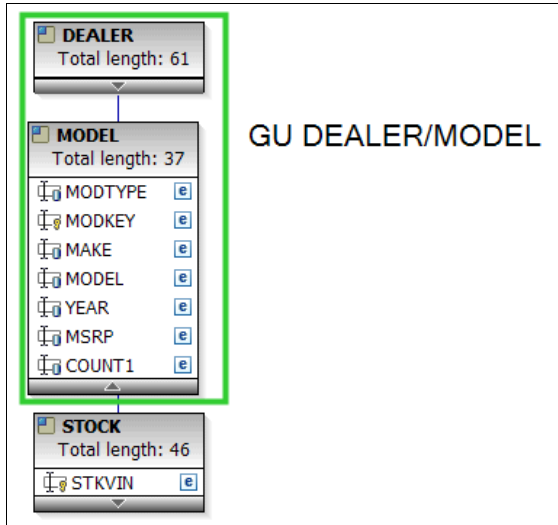 DEALER
Total length: 61
GU DEALER/MODEL
MODEL
Total length: 37
MODTYPE e
MODKEY e
MAKE e
MODEL e
YEAR e
MSRP e
COUNT1 e
STOCK
Total length: 46
STKVIN e